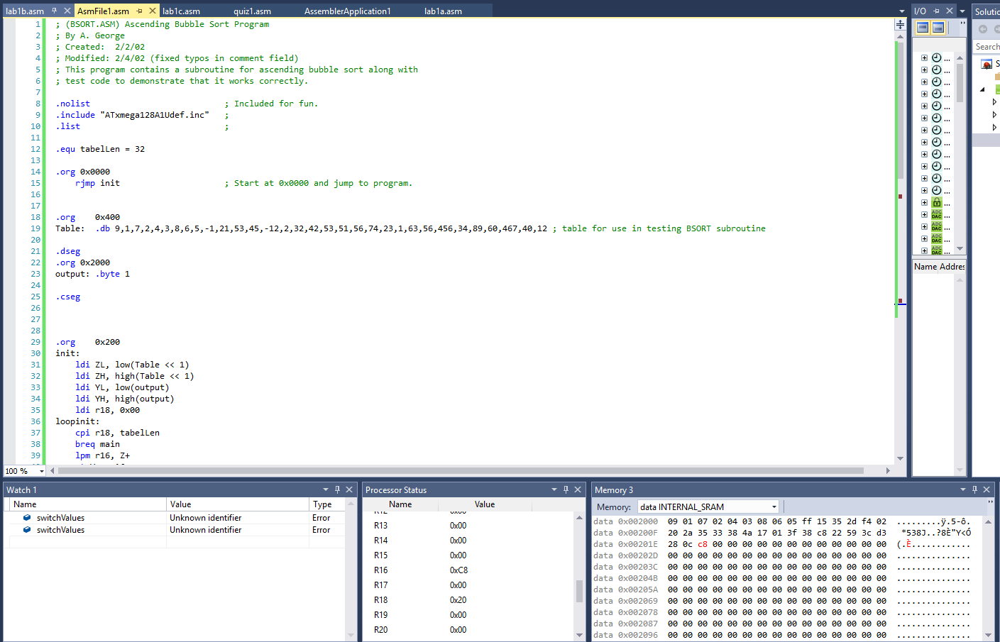 lab1b.asm AsmFile1.asm lab1c.asm quiz1.asm AssemblerApplication1 lab1a.asm
1 ; (BSORT.ASM) Ascending Bubble Sort Program
2 ; By A. George
3 ; Created:  2/2/02
4 ; Modified: 2/4/02 (fixed typos in comment field)
5 ; This program contains a subroutine for ascending bubble sort along with
6 ; test code to demonstrate that it works correctly.
7
8 .nolist ; Included for fun.
9 .include "ATxmega128A1Udef.inc" ;
10 .list ;
11
12 .equ tabelLen = 32
13
14 .org 0x0000
15 rjmp init ; Start at 0x0000 and jump to program.
16
17
18 .org 0x400
19 Table: .db 9,1,7,2,4,3,8,6,5,-1,21,53,45,-12,2,32,42,53,51,56,74,23,1,63,56,456,34,89,60,467,40,12 ; table for use in testing BSORT subroutine
20
21 .dseg
22 .org 0x2000
23 output: .byte 1
24
25 .cseg
26
27
28
29 .org 0x200
30 init:
31 ldi ZL, low(Table << 1)
32 ldi ZH, high(Table << 1)
33 ldi YL, low(output)
34 ldi YH, high(output)
35 ldi r18, 0x00
36 loopinit:
37 cpi r18, tabelLen
38 breq main
39 lpm r16, Z+
100 %
I/O
Name Addres
Solutio
Search
S
Watch 1
Name Value Type
switchValues Unknown identifier Error
switchValues Unknown identifier Error
Processor Status
Name Value
R12 0x00
R13 0x00
R14 0x00
R15 0x00
R16 0xC8
R17 0x00
R18 0x20
R19 0x00
R20 0x00
Memory 3
Memory: data INTERNAL_SRAM
data 0x002000 09 01 07 02 04 03 08 06 05 ff 15 35 2d f4 02 .........ÿ.5-ô.
data 0x00200F 20 2a 35 33 38 4a 17 01 3f 38 c8 22 59 3c d3 *538J..?8È"Y<Ó
data 0x00201E 28 0c c8 00 00 00 00 00 00 00 00 00 00 00 00 (.È............
data 0x00202D 00 00 00 00 00 00 00 00 00 00 00 00 00 00 00 ...............
data 0x00203C 00 00 00 00 00 00 00 00 00 00 00 00 00 00 00 ...............
data 0x00204B 00 00 00 00 00 00 00 00 00 00 00 00 00 00 00 ...............
data 0x00205A 00 00 00 00 00 00 00 00 00 00 00 00 00 00 00 ...............
data 0x002069 00 00 00 00 00 00 00 00 00 00 00 00 00 00 00 ...............
data 0x002078 00 00 00 00 00 00 00 00 00 00 00 00 00 00 00 ...............
data 0x002087 00 00 00 00 00 00 00 00 00 00 00 00 00 00 00 ...............
data 0x002096 00 00 00 00 00 00 00 00 00 00 00 00 00 00 00 ...............